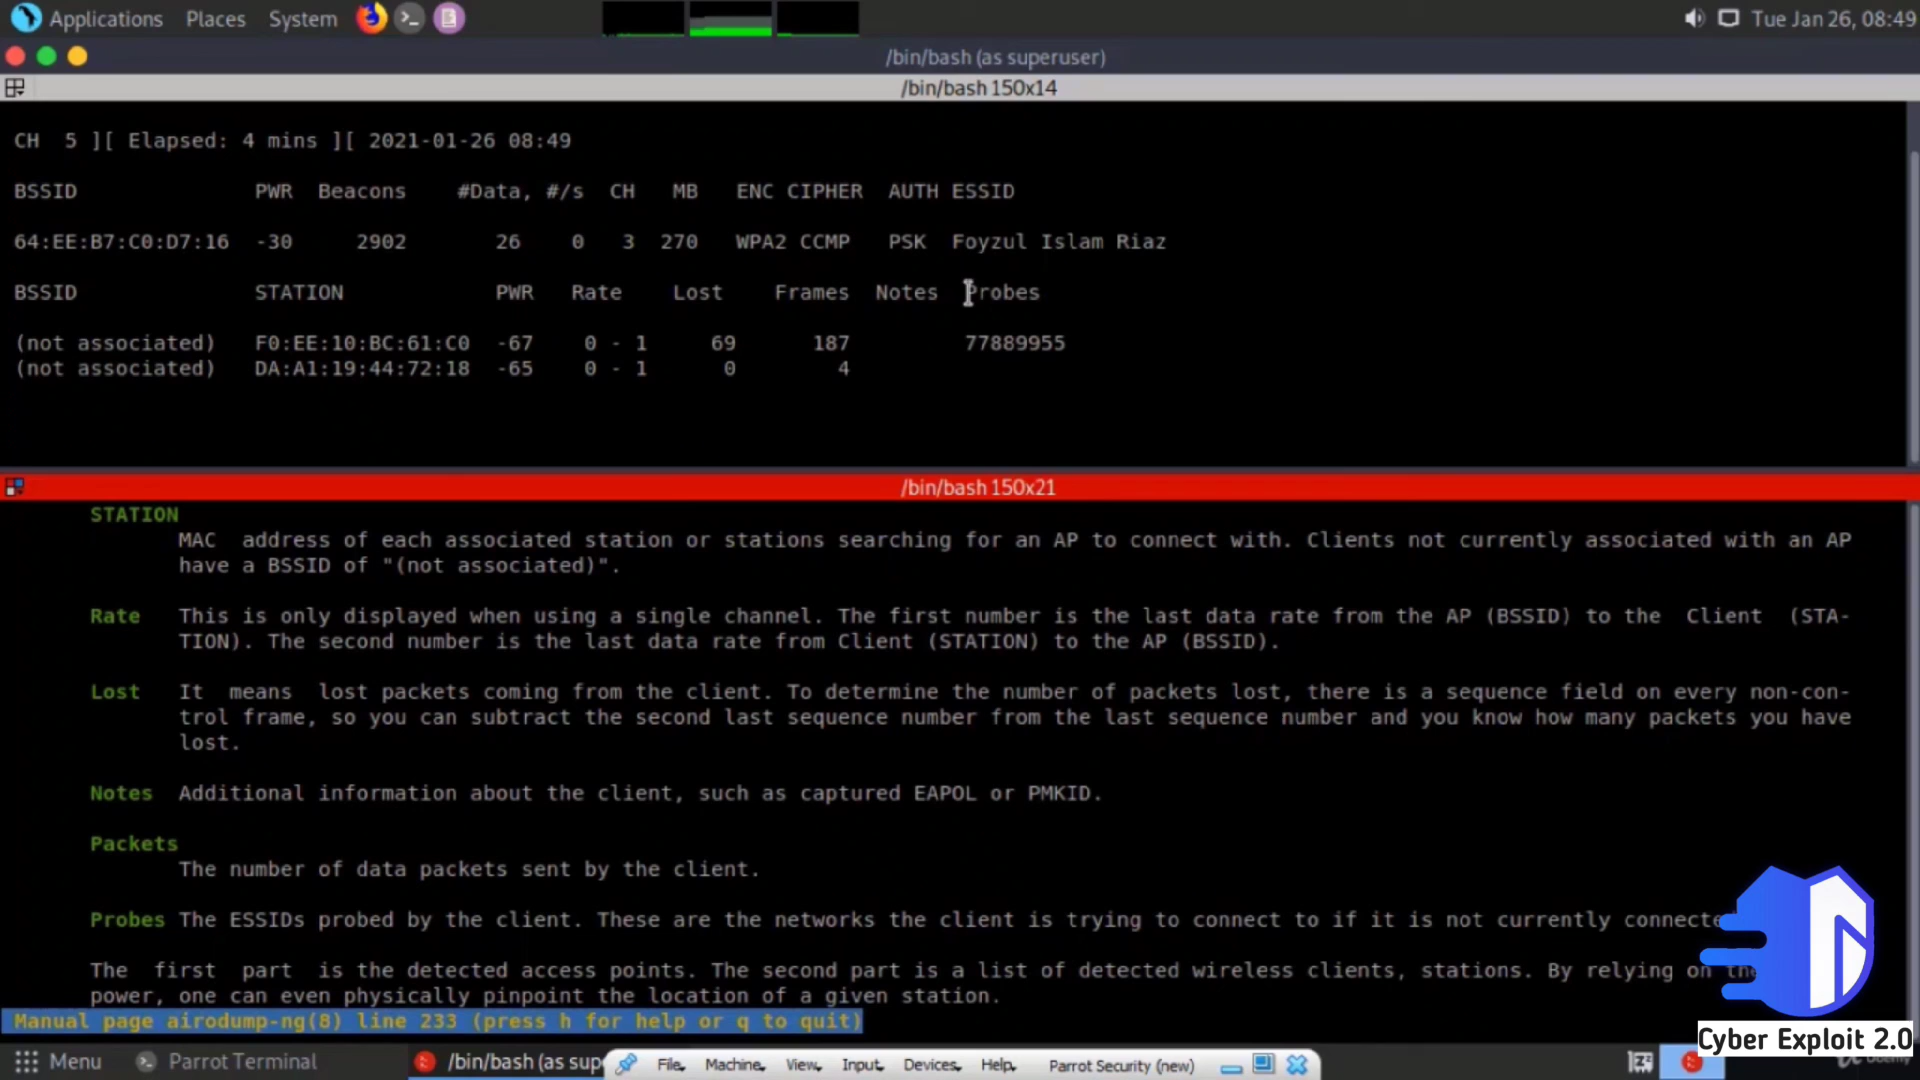 Applications Places System Tue Jan 26, 08:49
/bin/bash (as superuser)
/bin/bash 150x14
CH 5 ][ Elapsed: 4 mins ][ 2021-01-26 08:49
BSSID PWR Beacons #Data, #/s CH MB ENC CIPHER AUTH ESSID
64:EE:B7:C0:D7:16 -30 2902 26 0 3 270 WPA2 CCMP PSK Foyzul Islam Riaz
BSSID STATION PWR Rate Lost Frames Notes Probes
(not associated) F0:EE:10:BC:61:C0 -67 0 - 1 69 187 77889955
(not associated) DA:A1:19:44:72:18 -65 0 - 1 0 4
/bin/bash 150x21
STATION
MAC address of each associated station or stations searching for an AP to connect with. Clients not currently associated with an AP
have a BSSID of "(not associated)".
Rate This is only displayed when using a single channel. The first number is the last data rate from the AP (BSSID) to the Client (STA-
TION). The second number is the last data rate from Client (STATION) to the AP (BSSID).
Lost It means lost packets coming from the client. To determine the number of packets lost, there is a sequence field on every non-con-
trol frame, so you can subtract the second last sequence number from the last sequence number and you know how many packets you have
lost.
Notes Additional information about the client, such as captured EAPOL or PMKID.
Packets
The number of data packets sent by the client.
Probes The ESSIDs probed by the client. These are the networks the client is trying to connect to if it is not currently
The first part is the detected access points. The second part is a list of detected wireless clients, stations. By relying on
power, one can even physically pinpoint the location of a given station.
Manual page airodump-ng(8) line 233 (press h for help or q to quit)
Cyber Exploit 2.0
Menu Parrot Terminal /bin/bash (as sup File Machine View Input Devices Help Parrot Security (new)